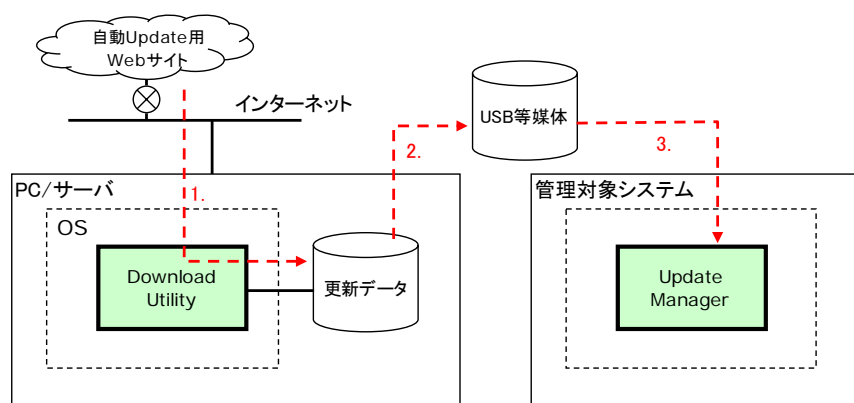 自動Update用
Webサイト
インターネット
USB等媒体
2.
3.
PC/サーバ
管理対象システム
1.
OS
Download
Utility
更新データ
Update
Manager